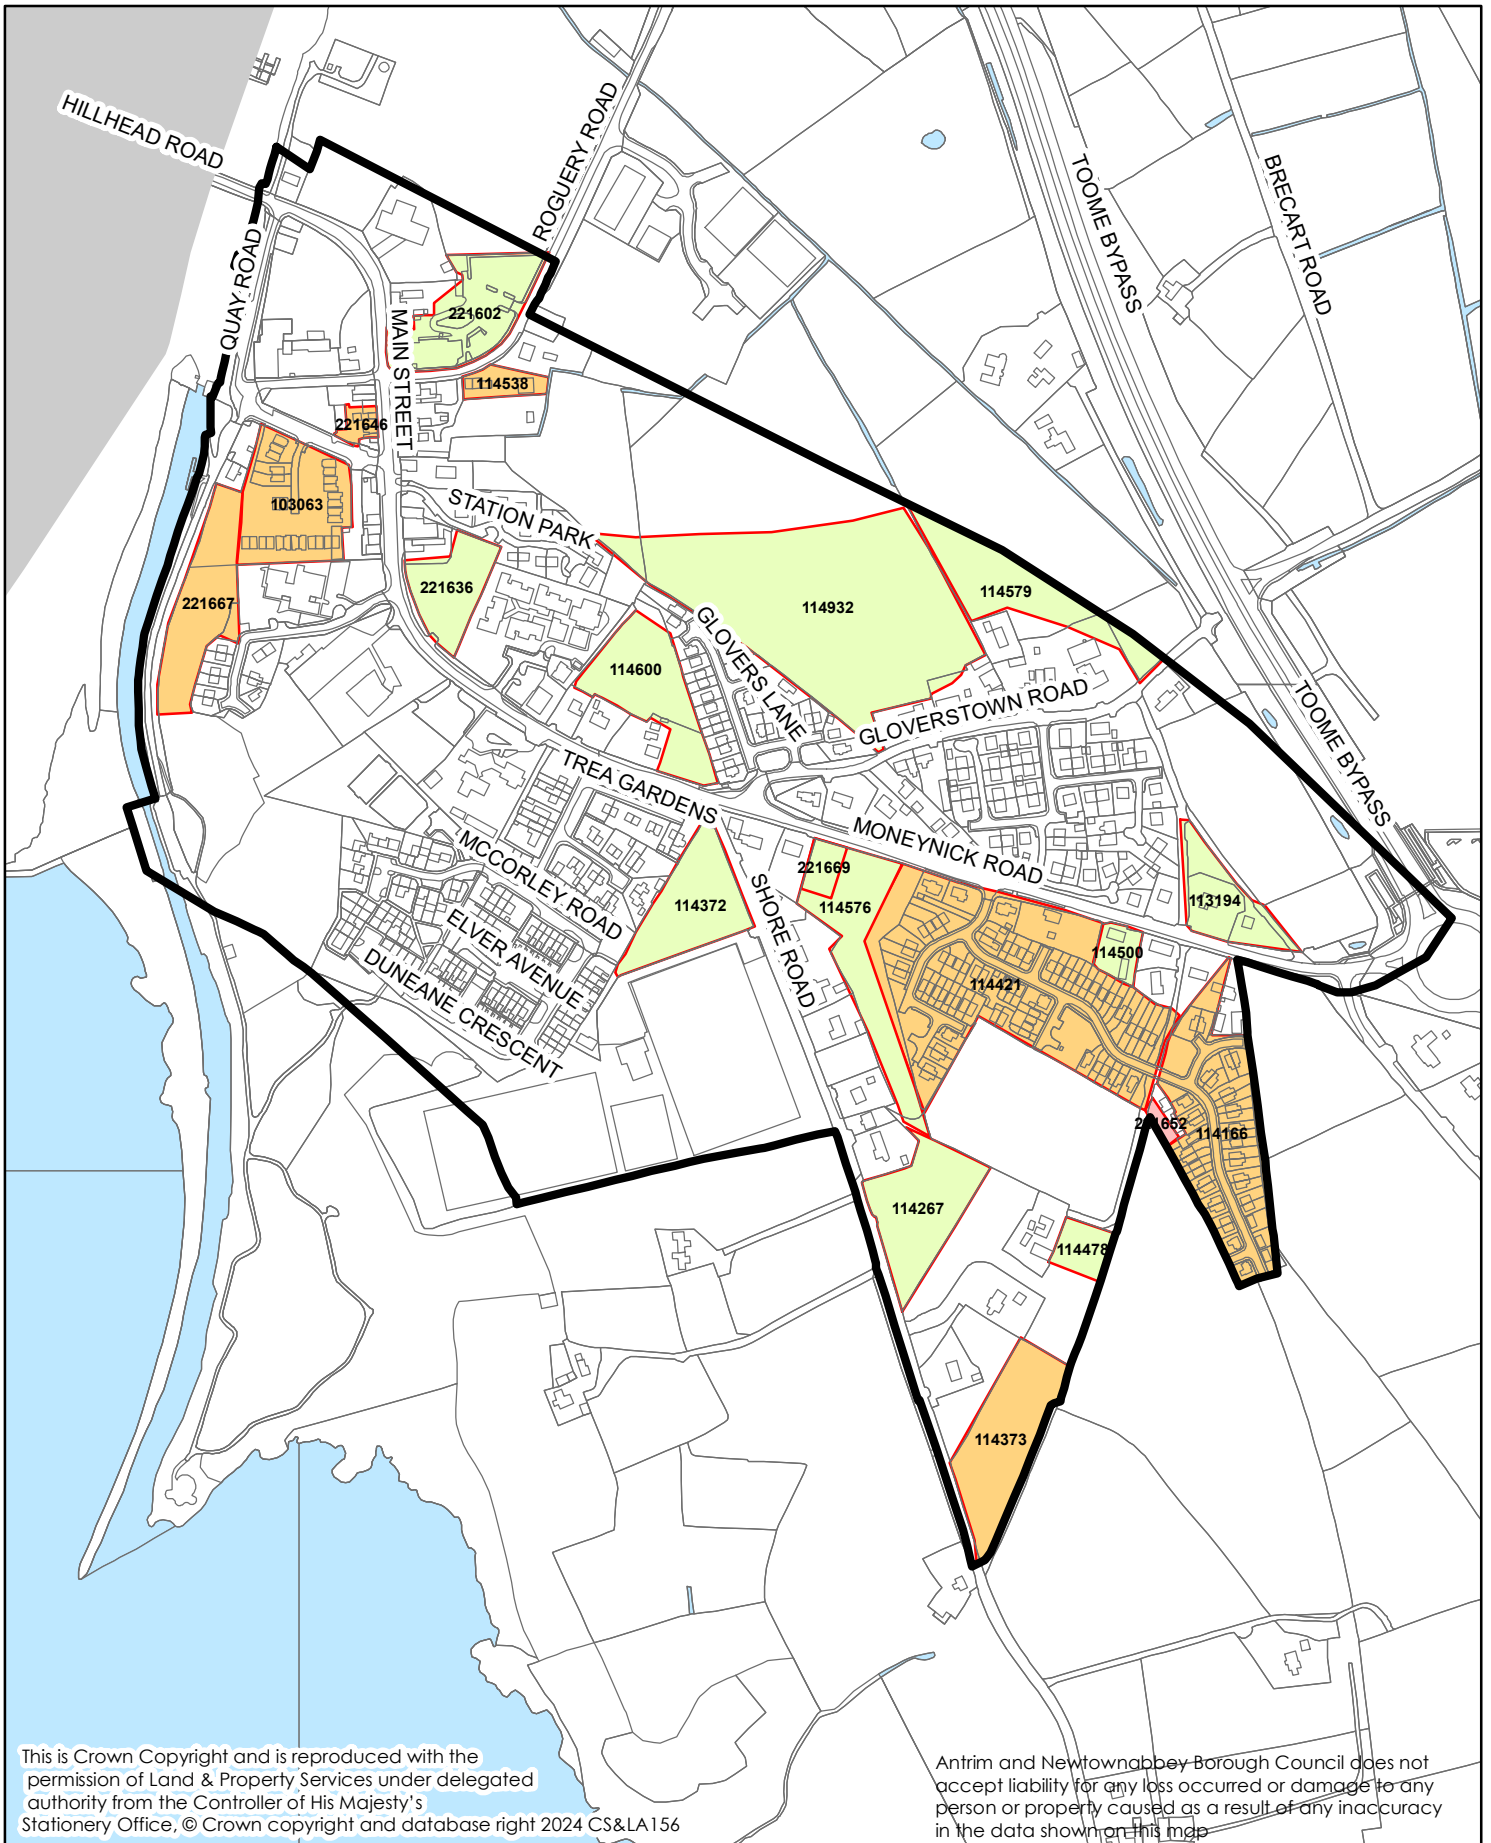 HILLHEAD ROAD
ROGUERY ROAD
TOOME BYPASS
BRECART ROAD
QUAY ROAD
MAIN STREET
221602
114538
221646
103063
STATION PARK
221636
221667
114932
114579
114600
GLOVERS LANE
GLOVERSTOWN ROAD
TOOME BYPASS
TREA GARDENS
MONEYNICK ROAD
MCCORLEY ROAD
221669
SHORE ROAD
114372
114576
113194
ELVER AVENUE
114500
DUNEANE CRESCENT
114421
114166
114267
114478
114373
This is Crown Copyright and is reproduced with the
permission of Land & Property Services under delegated
authority from the Controller of His Majesty's
Stationery Office, © Crown copyright and database right 2024 CS&LA156
Antrim and Newtownabbey Borough Council does not
accept liability for any loss occurred or damage to any
person or property caused as a result of any inaccuracy
in the data shown on this map